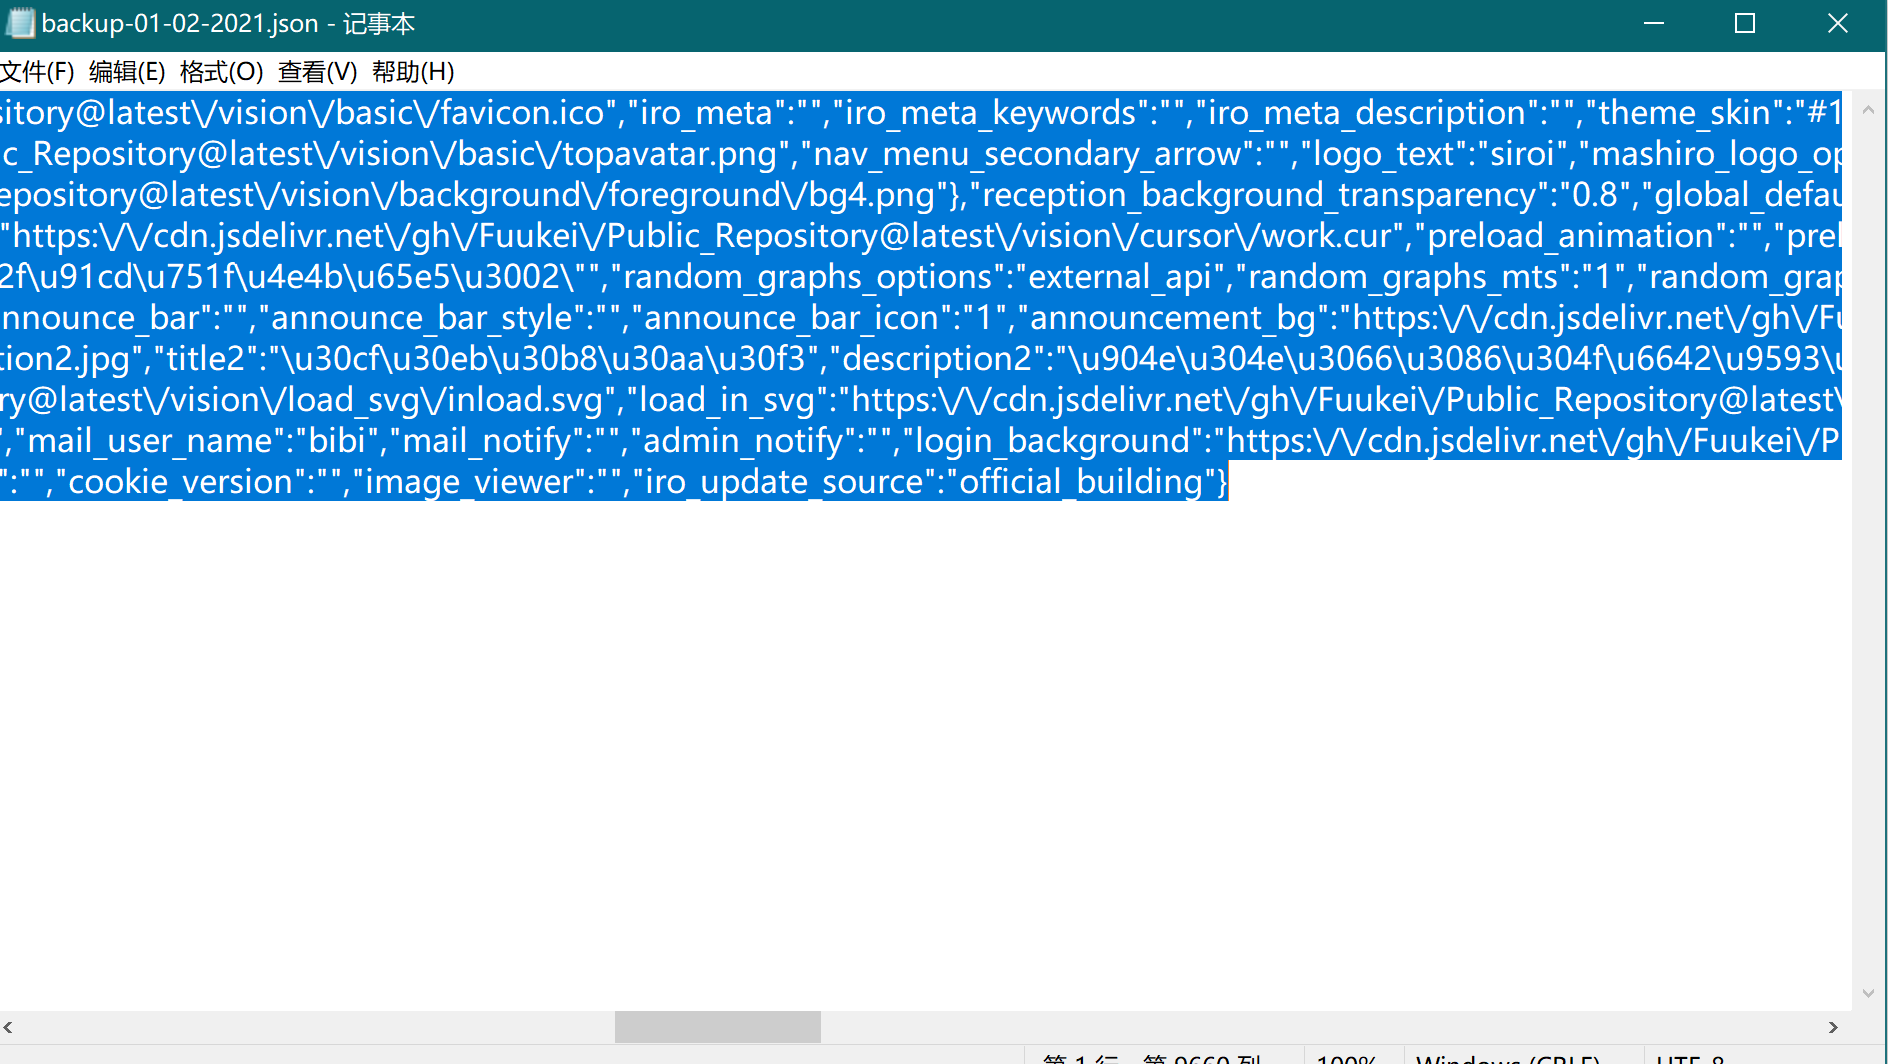 backup-01-02-2021.json - 记事本
文件(F) 编辑(E) 格式(O) 查看(V) 帮助(H)
sitory@latest\/vision\/basic\/favicon.ico","iro_meta":"","iro_meta_keywords":"","iro_meta_description":"","theme_skin":"#1
c_Repository@latest\/vision\/basic\/topavatar.png","nav_menu_secondary_arrow":"","logo_text":"siroi","mashiro_logo_op
epository@latest\/vision\/background\/foreground\/bg4.png"},"reception_background_transparency":"0.8","global_defau
"https:\/\/cdn.jsdelivr.net\/gh\/Fuukei\/Public_Repository@latest\/vision\/cursor\/work.cur","preload_animation":"","prel
2f\u91cd\u751f\u4e4b\u65e5\u3002\"","random_graphs_options":"external_api","random_graphs_mts":"1","random_grap
nnounce_bar":"","announce_bar_style":"","announce_bar_icon":"1","announcement_bg":"https:\/\/cdn.jsdelivr.net\/gh\/Fu
tion2.jpg","title2":"\u30cf\u30eb\u30b8\u30aa\u30f3","description2":"\u904e\u304e\u3066\u3086\u304f\u6642\u9593\u
ry@latest\/vision\/load_svg\/inload.svg","load_in_svg":"https:\/\/cdn.jsdelivr.net\/gh\/Fuukei\/Public_Repository@latest\
","mail_user_name":"bibi","mail_notify":"","admin_notify":"","login_background":"https:\/\/cdn.jsdelivr.net\/gh\/Fuukei\/P
":"","cookie_version":"","image_viewer":"","iro_update_source":"official_building"}
第 1 行，第 9660 列 100% Windows (CRLF) UTF-8